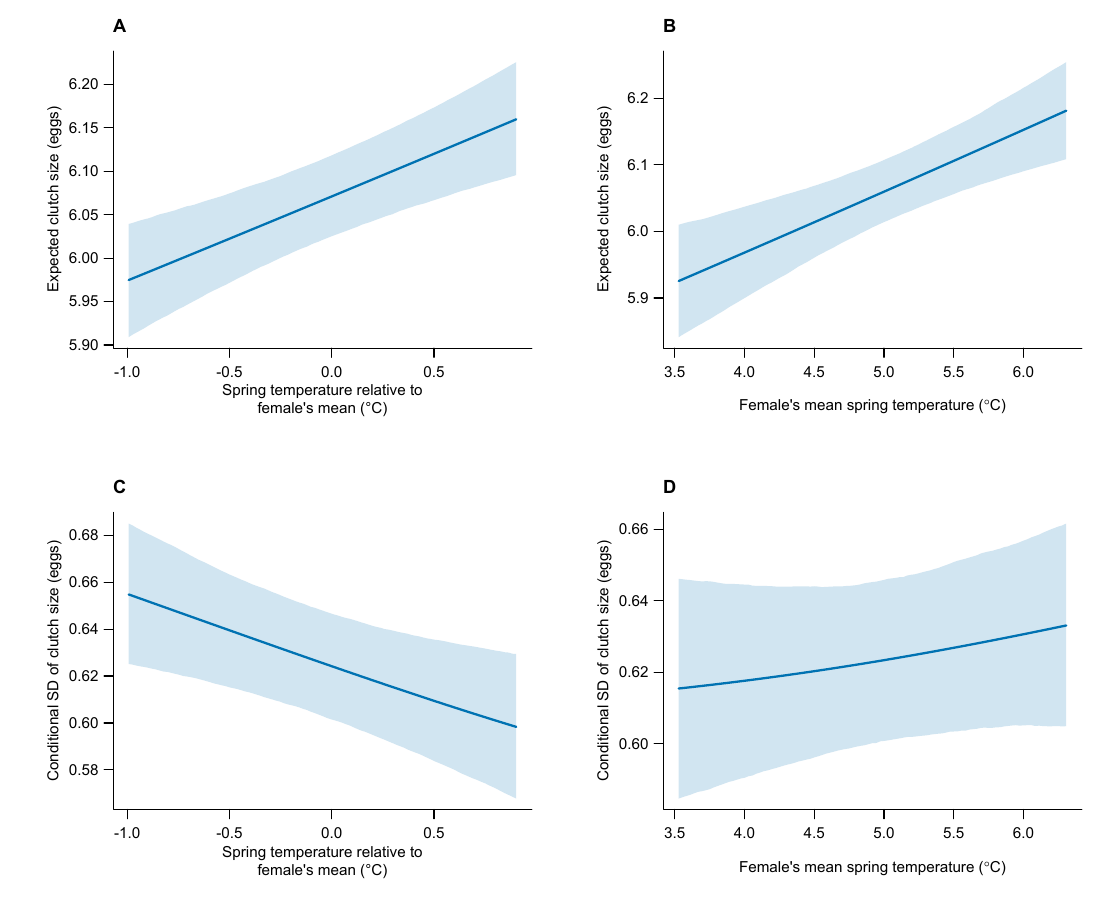 A
Expected clutch size (eggs)
6.20
6.15
6.10
6.05
6.00
5.95
5.90
-1.0 -0.5 0.0 0.5
Spring temperature relative to
female's mean (°C)
B
Expected clutch size (eggs)
6.2
6.1
6.0
5.9
3.5 4.0 4.5 5.0 5.5 6.0
Female's mean spring temperature (°C)
C
Conditional SD of clutch size (eggs)
0.68
0.66
0.64
0.62
0.60
0.58
-1.0 -0.5 0.0 0.5
Spring temperature relative to
female's mean (°C)
D
Conditional SD of clutch size (eggs)
0.66
0.64
0.62
0.60
3.5 4.0 4.5 5.0 5.5 6.0
Female's mean spring temperature (°C)